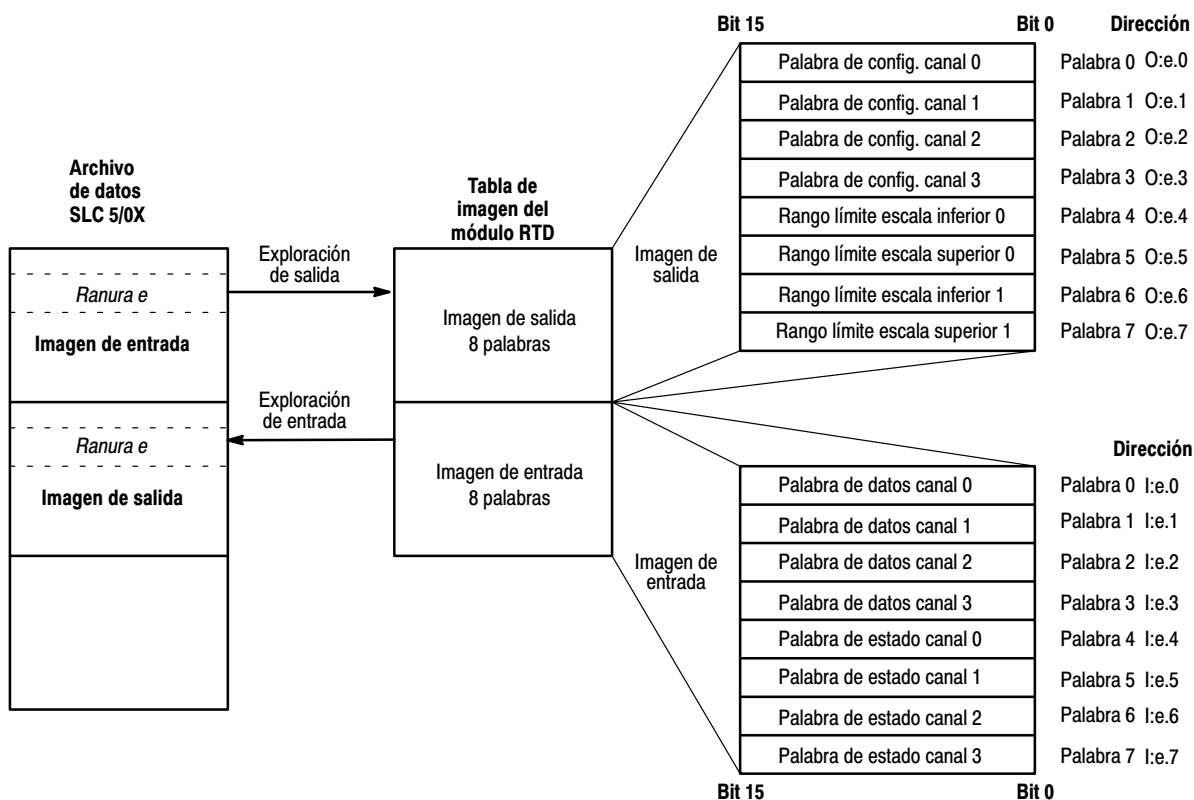 Archivo
de datos
SLC 5/0X
Ranura e
Imagen de entrada
Ranura e
Imagen de salida
Exploración
de salida
Exploración
de entrada
Tabla de
imagen del
módulo RTD
Imagen de salida
8 palabras
Imagen de entrada
8 palabras
Imagen de
salida
Bit 15 Bit 0 Dirección
Palabra de config. canal 0 Palabra 0 O:e.0
Palabra de config. canal 1 Palabra 1 O:e.1
Palabra de config. canal 2 Palabra 2 O:e.2
Palabra de config. canal 3 Palabra 3 O:e.3
Rango límite escala inferior 0 Palabra 4 O:e.4
Rango límite escala superior 0 Palabra 5 O:e.5
Rango límite escala inferior 1 Palabra 6 O:e.6
Rango límite escala superior 1 Palabra 7 O:e.7
Imagen de
entrada
Dirección
Palabra de datos canal 0 Palabra 0 I:e.0
Palabra de datos canal 1 Palabra 1 I:e.1
Palabra de datos canal 2 Palabra 2 I:e.2
Palabra de datos canal 3 Palabra 3 I:e.3
Palabra de estado canal 0 Palabra 4 I:e.4
Palabra de estado canal 1 Palabra 5 I:e.5
Palabra de estado canal 2 Palabra 6 I:e.6
Palabra de estado canal 3 Palabra 7 I:e.7
Bit 15 Bit 0